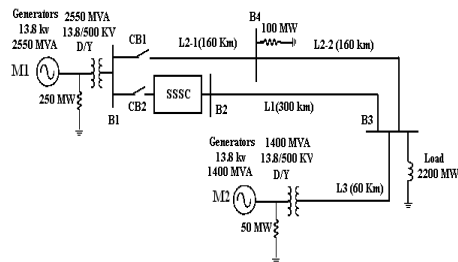 Generators 2550 MVA
13.8 kv 13.8/500 KV
2550 MVA D/Y
CB1
B4
100 MW
L2-1(160 Km)
L2-2 (160 km)
M1
250 MW
B1
CB2
SSSC
B2
L1(300 km)
B3
Generators 1400 MVA
13.8 kv 13.8/500 KV
1400 MVA D/Y
Load
2200 MW
M2
L3 (60 Km)
50 MW